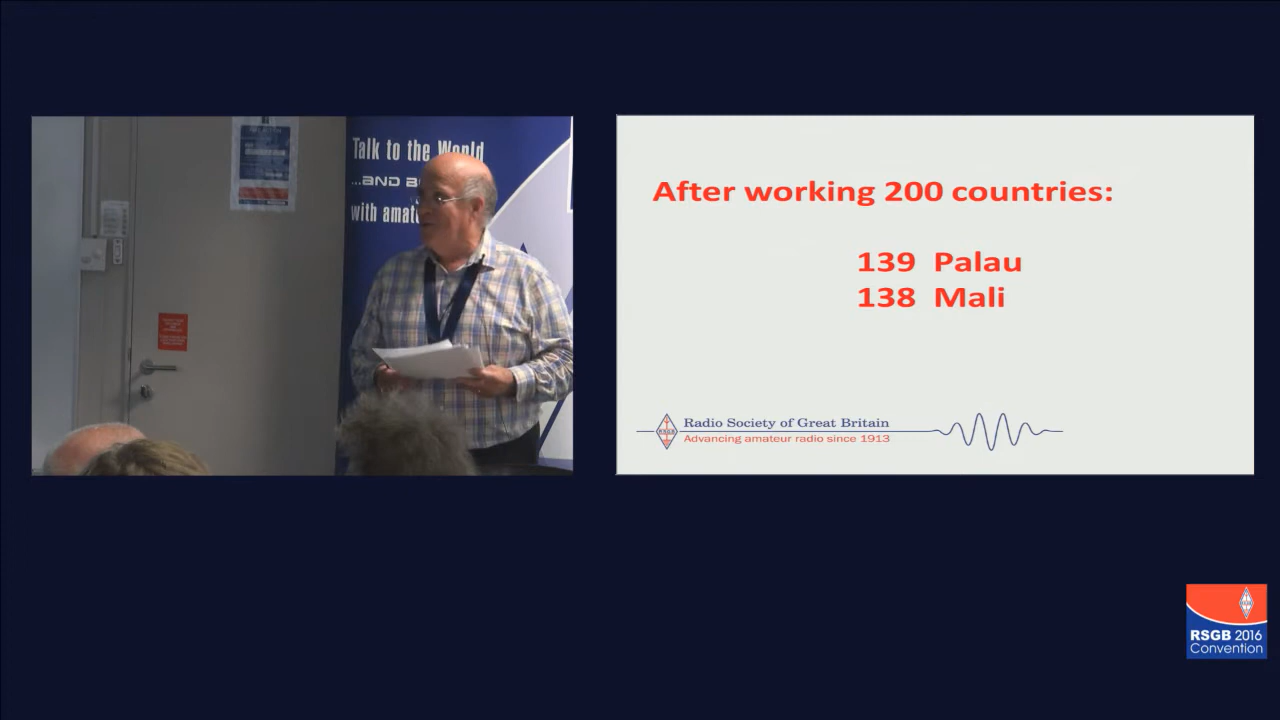 Talk to the World
...AND B
with amat
After working 200 countries:
139 Palau
138 Mali
RSGB
Radio Society of Great Britain
Advancing amateur radio since 1913
RSGB 2016
Convention